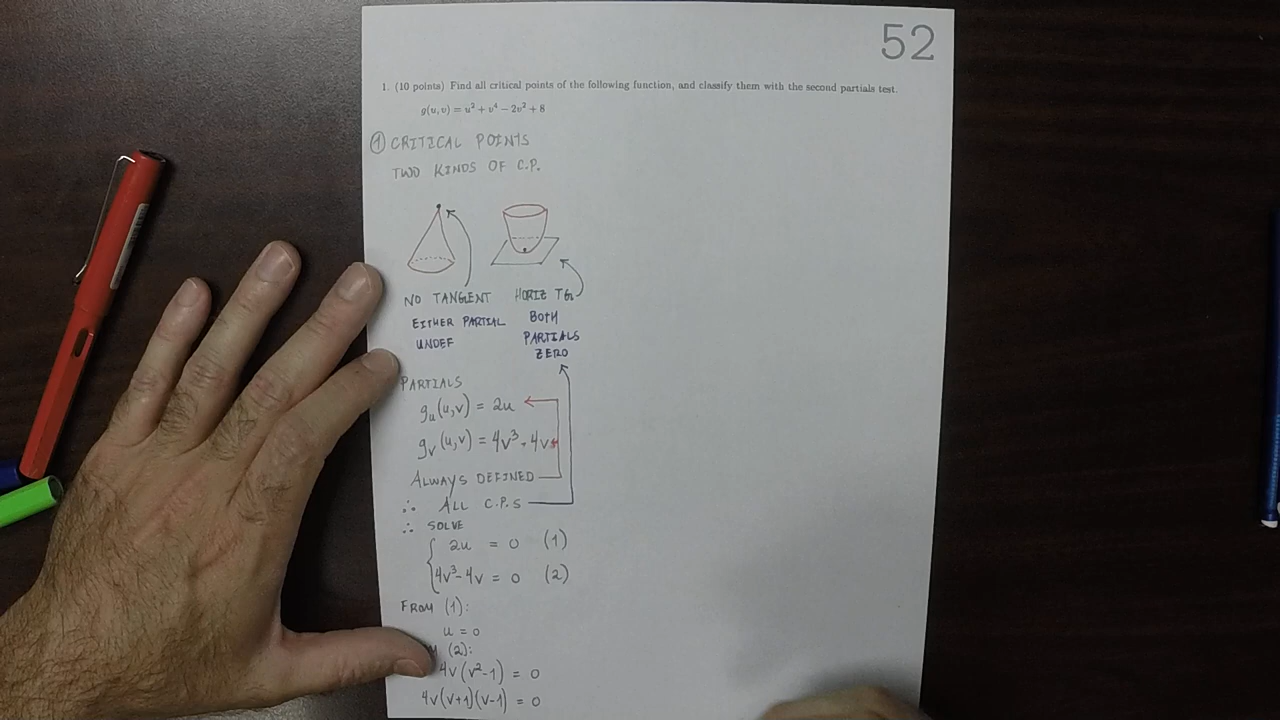 52
1. (10 points) Find all critical points of the following function, and classify them with the second partials test.
g(u, v) = u² + v⁴ − 2v² + 8
① CRITICAL POINTS
TWO KINDS OF C.P.
NO TANGENT HORIZ TG.
EITHER PARTIAL UNDEF
BOTH PARTIALS ZERO
PARTIALS
g_u(u,v) = 2u
g_v(u,v) = 4v³ - 4v
ALWAYS DEFINED
∴ ALL C.P.S
∴ SOLVE
2u = 0 (1)
4v³-4v = 0 (2)
FROM (1):
u = 0
(2):
4v(v²-1) = 0
4v(v+1)(v-1) = 0